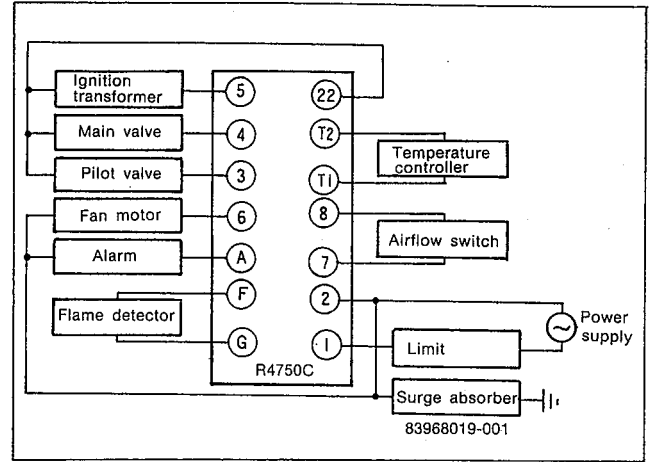 Ignition
transformer
5
22
Main valve
4
T2
Temperature
controller
Pilot valve
3
T1
Fan motor
6
8
Airflow switch
Alarm
A
7
Flame detector
F
2
Power
supply
G
1
Limit
R4750C
Surge absorber
83968019-001